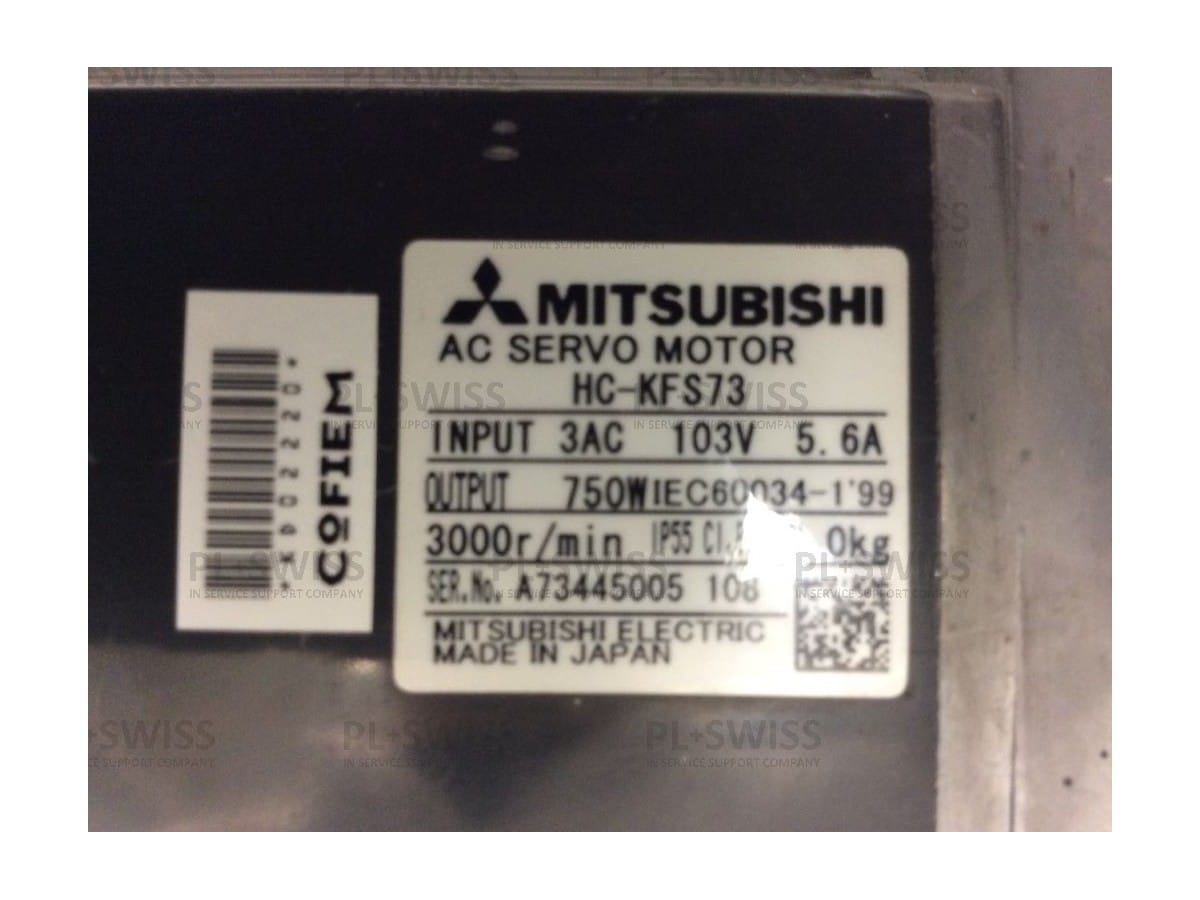 MITSUBISHI
AC SERVO MOTOR
HC-KFS73
INPUT 3AC 103V 5.6A
OUTPUT 750W IEC60034-1'99
3000r/min IP55 0kg
SER.No. A73445005 108
MITSUBISHI ELECTRIC
MADE IN JAPAN
COFIEM
PL+SWISS
IN SERVICE SUPPORT COMPANY